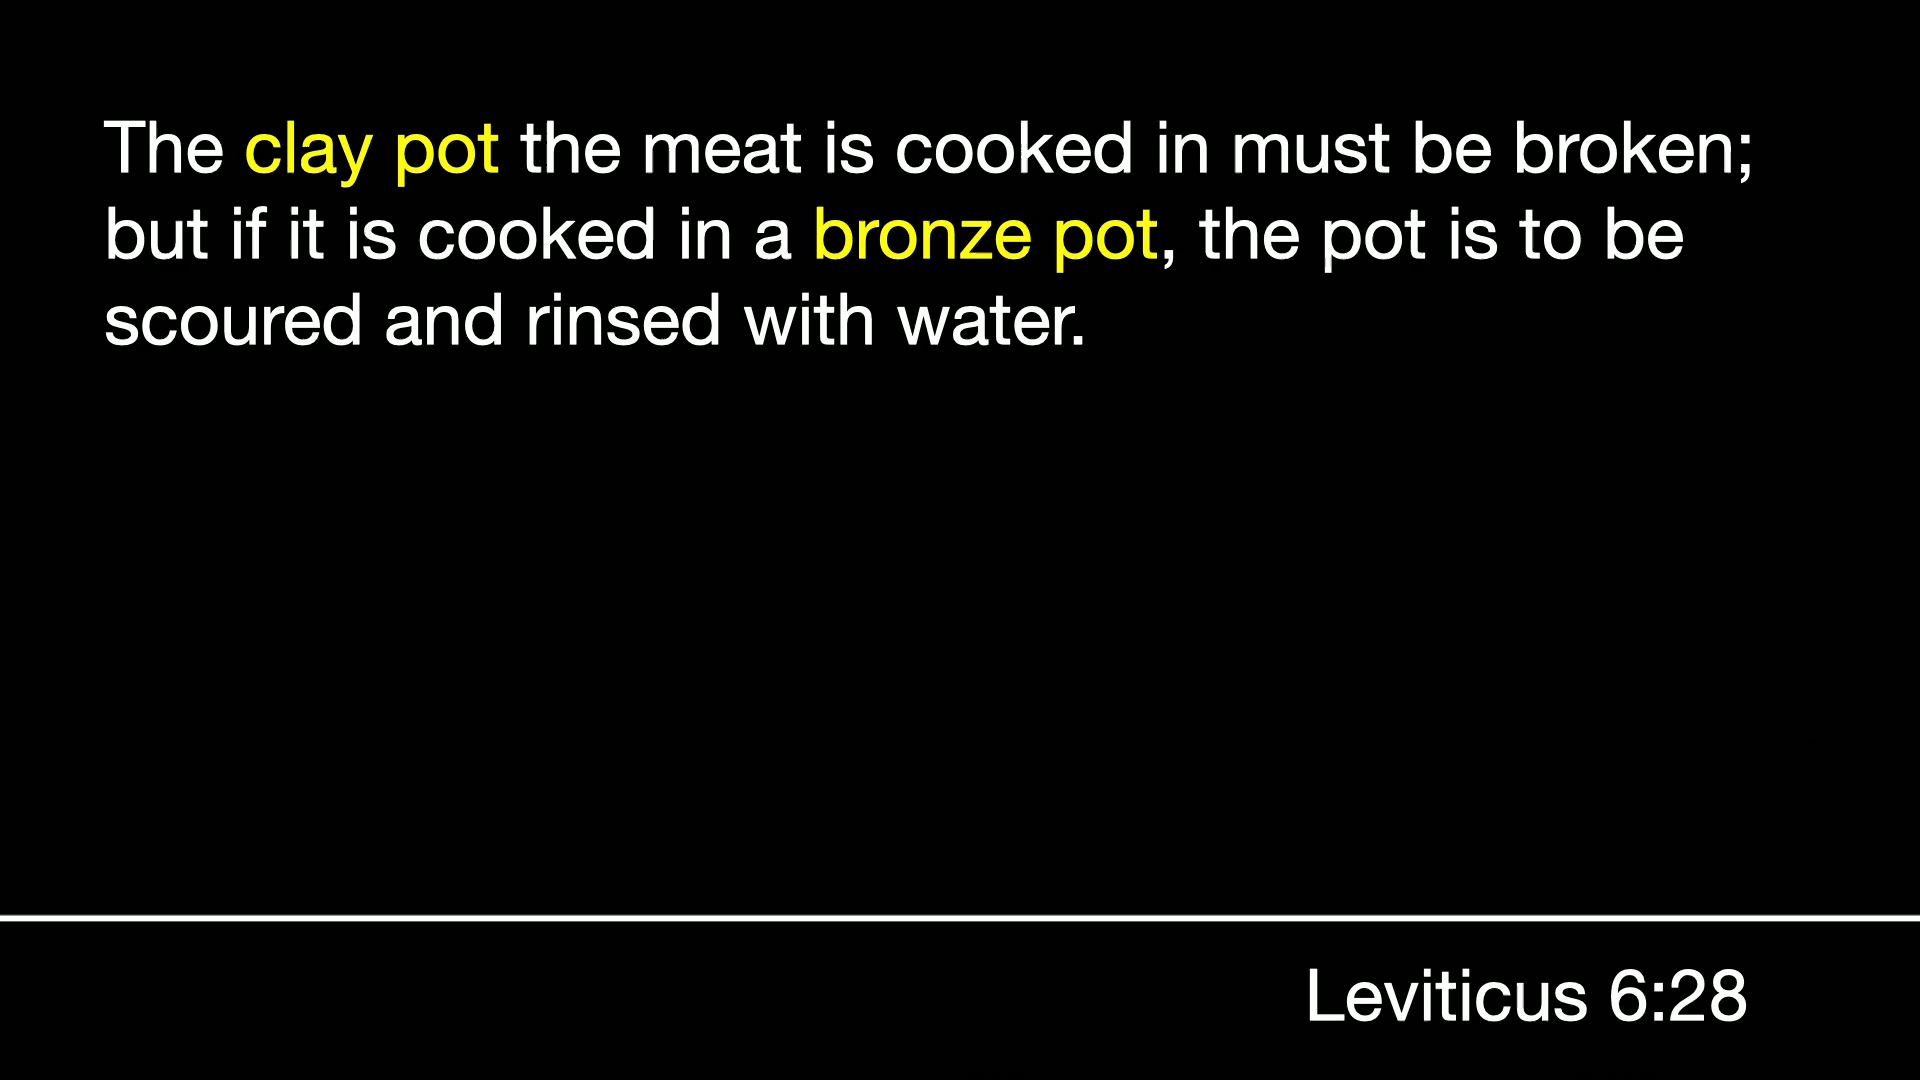 The clay pot the meat is cooked in must be broken;
but if it is cooked in a bronze pot, the pot is to be
scoured and rinsed with water.
Leviticus 6:28